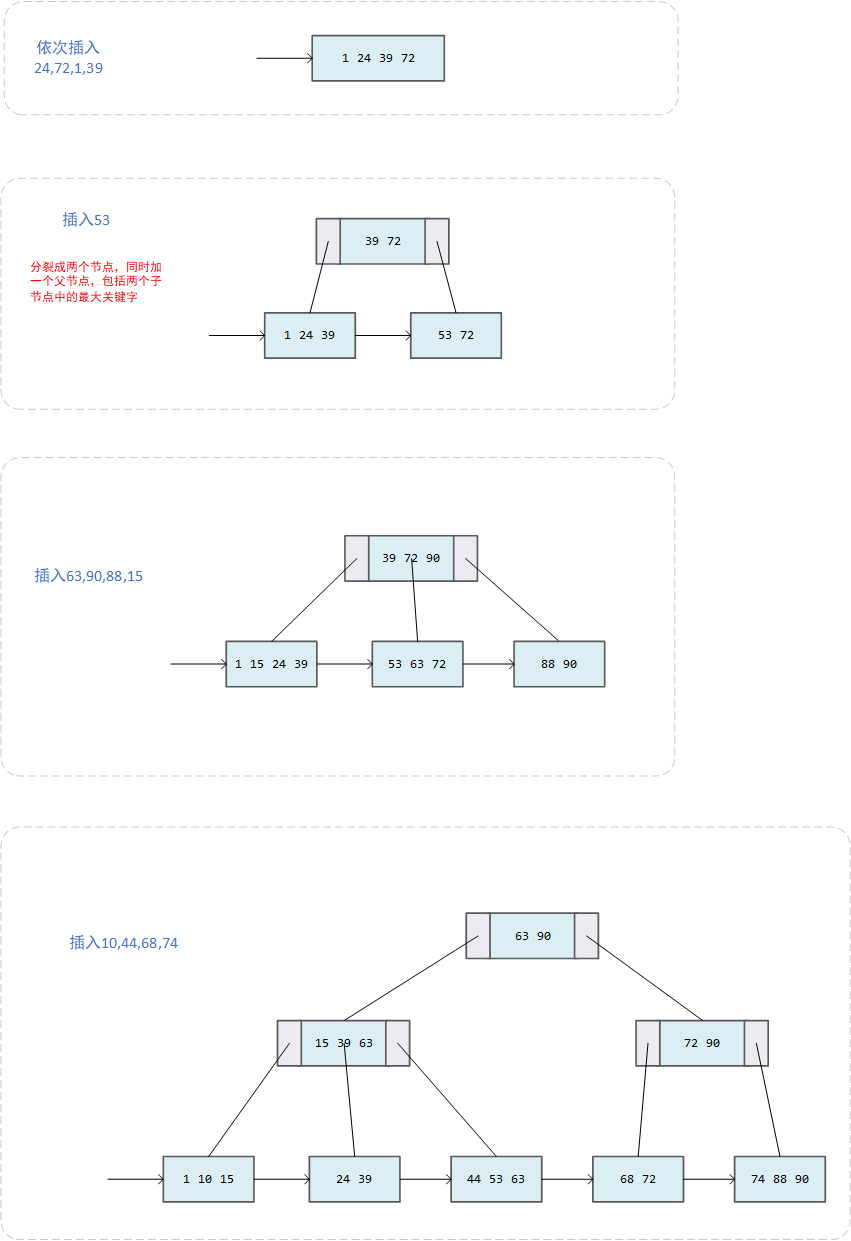 依次插入
24,72,1,39
1 24 39 72
插入53
39 72
分裂成两个节点，同时加
一个父节点，包括两个子
节点中的最大关键字
1 24 39
53 72
39 72 90
插入63,90,88,15
1 15 24 39
53 63 72
88 90
63 90
插入10,44,68,74
15 39 63
72 90
1 10 15
24 39
44 53 63
68 72
74 88 90